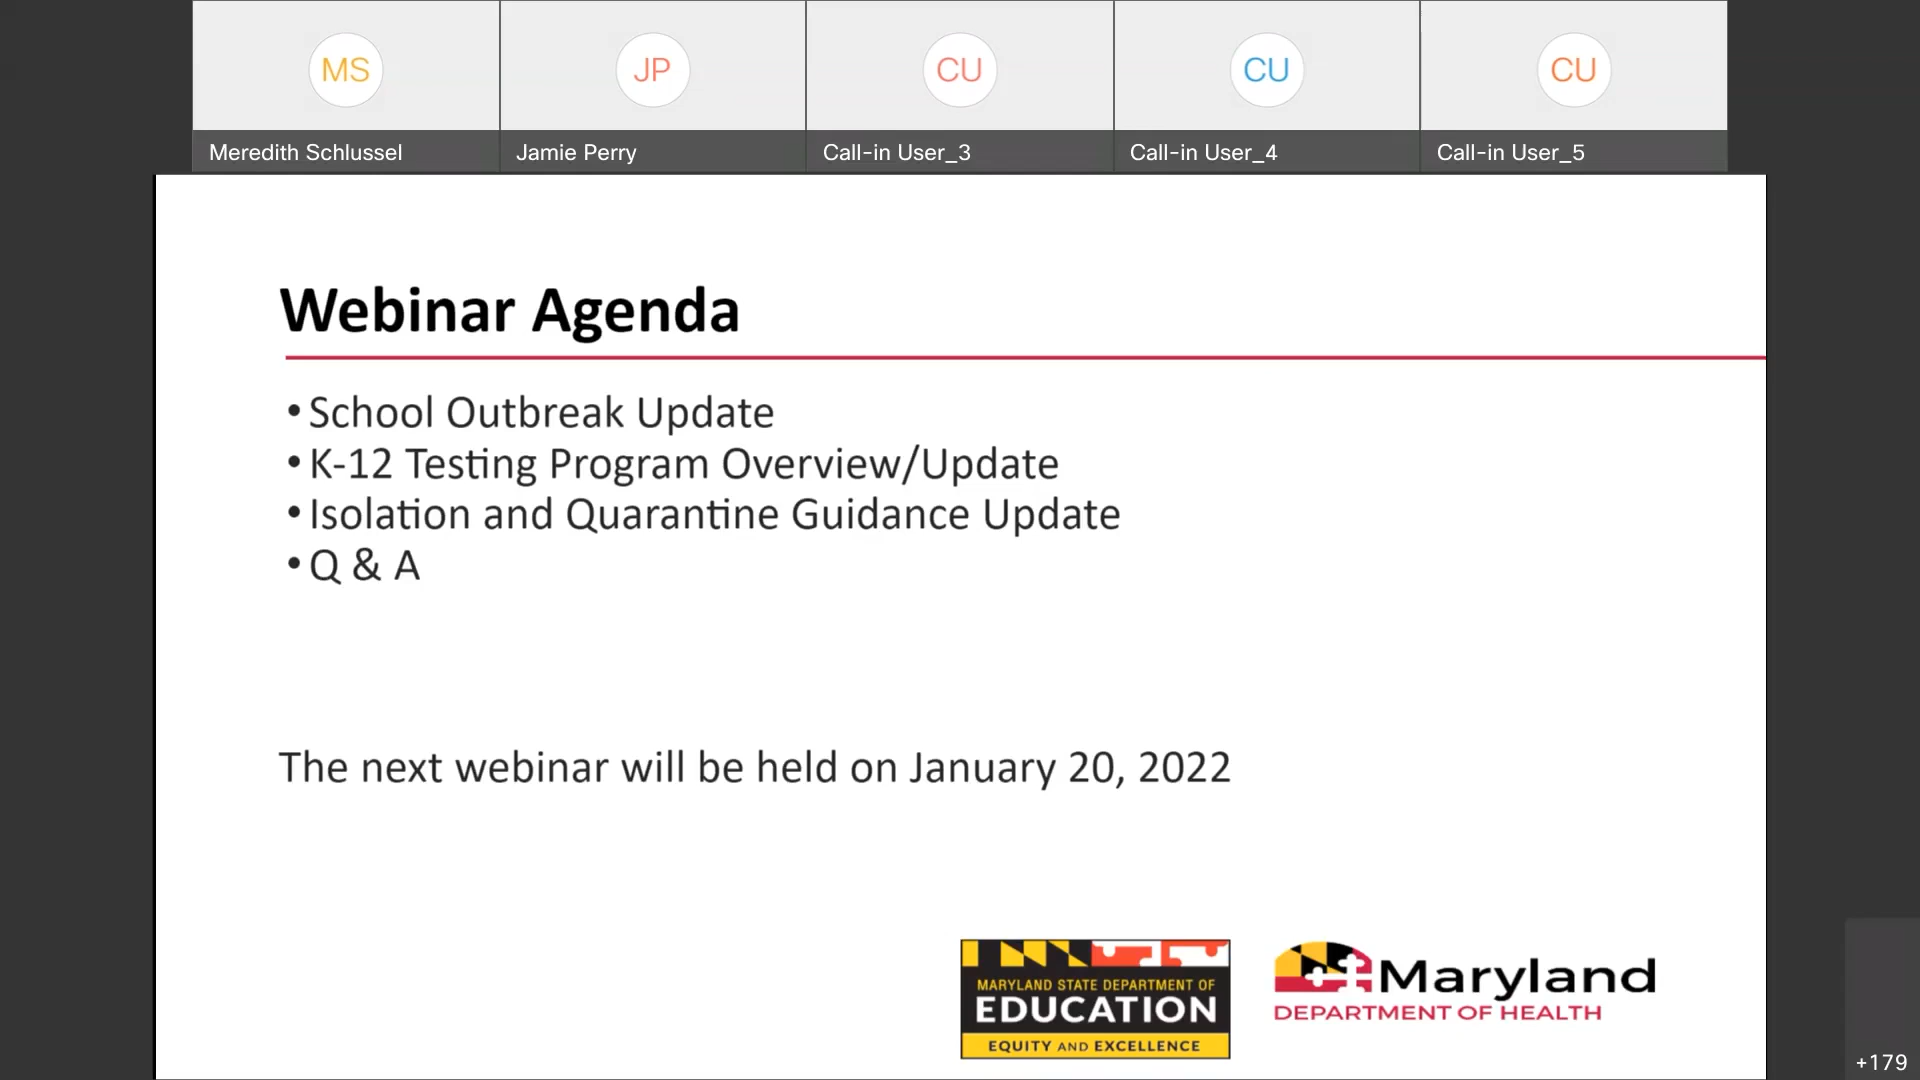 MS
JP
CU
CU
CU
Meredith Schlussel
Jamie Perry
Call-in User_3
Call-in User_4
Call-in User_5
Webinar Agenda
• School Outbreak Update
• K-12 Testing Program Overview/Update
• Isolation and Quarantine Guidance Update
• Q & A
The next webinar will be held on January 20, 2022
MARYLAND STATE DEPARTMENT OF
EDUCATION
EQUITY AND EXCELLENCE
Maryland
DEPARTMENT OF HEALTH
+179